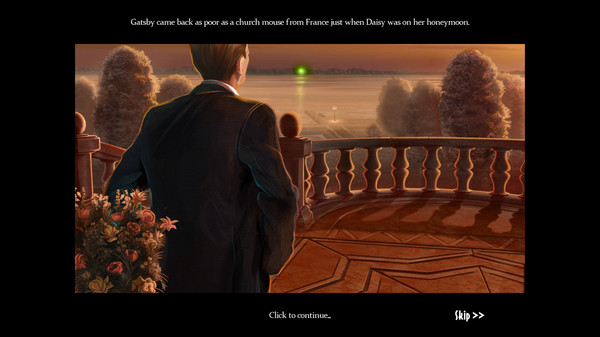 Gatsby came back as poor as a church mouse from France just when Daisy was on her honeymoon.
Click to continue...
Skip >>